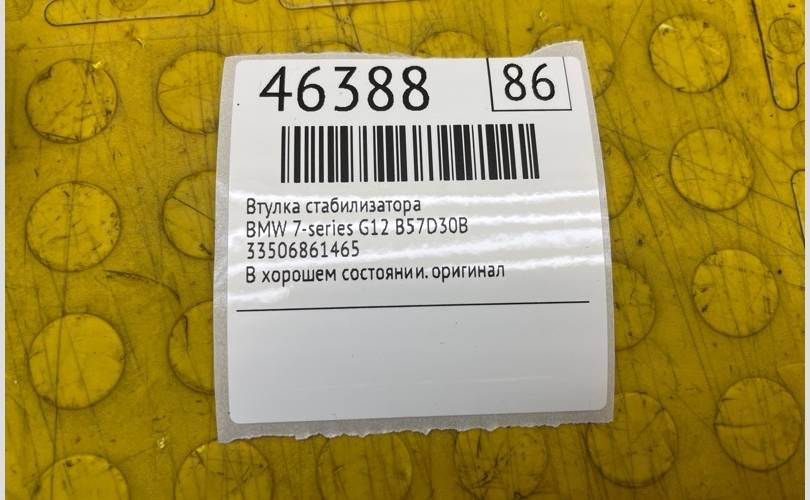 46388 86
Втулка стабилизатора
BMW 7-series G12 B57D30B
33506861465
В хорошем состоянии.оригинал